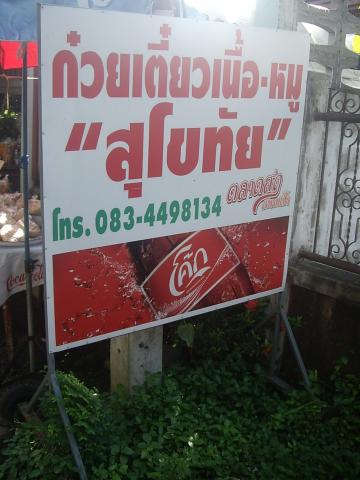 ก๋วยเตี๋ยวเนื้อ-หมู
"สุโขทัย"
โทร. 083-4498134
โค้ก